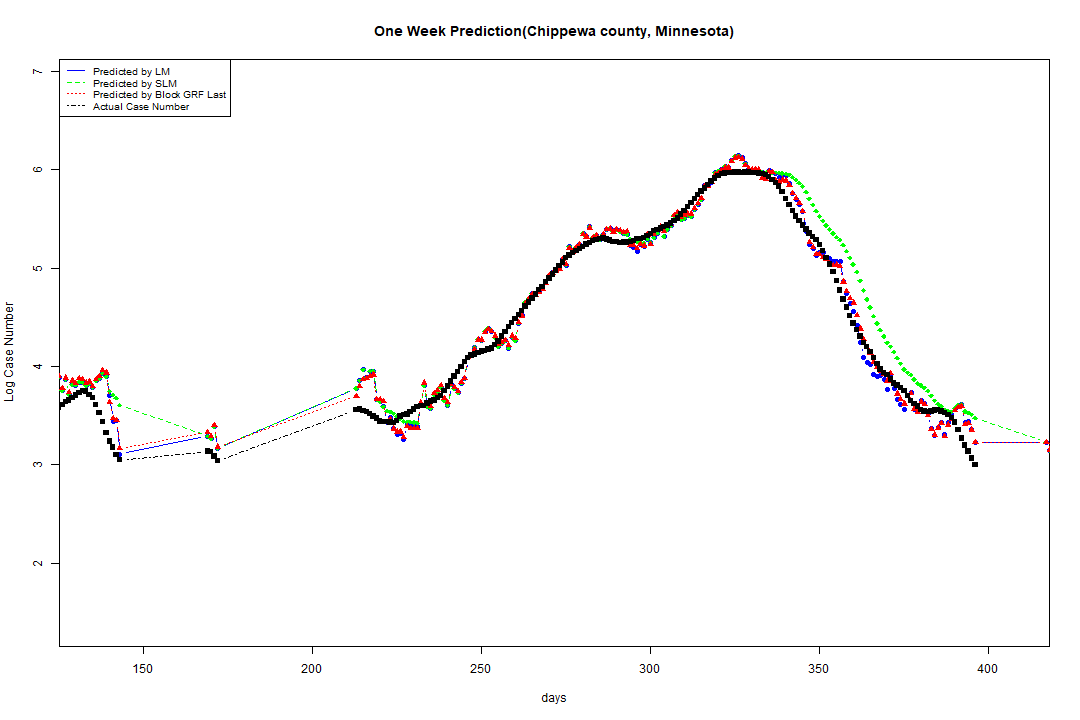 One Week Prediction(Chippewa county, Minnesota)
Predicted by LM
Predicted by SLM
Predicted by Block GRF Last
Actual Case Number
Log Case Number
7
6
5
4
3
2
150 200 250 300 350 400
days